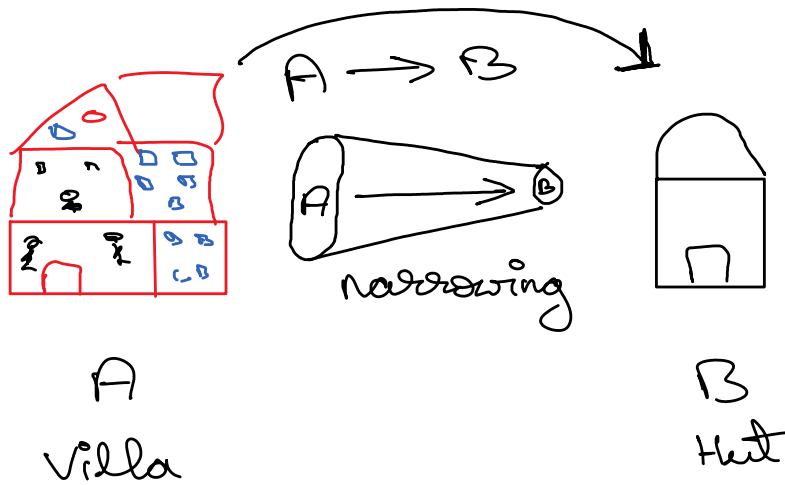 A → B
A → B
narrowing
A
B
Villa
Hut